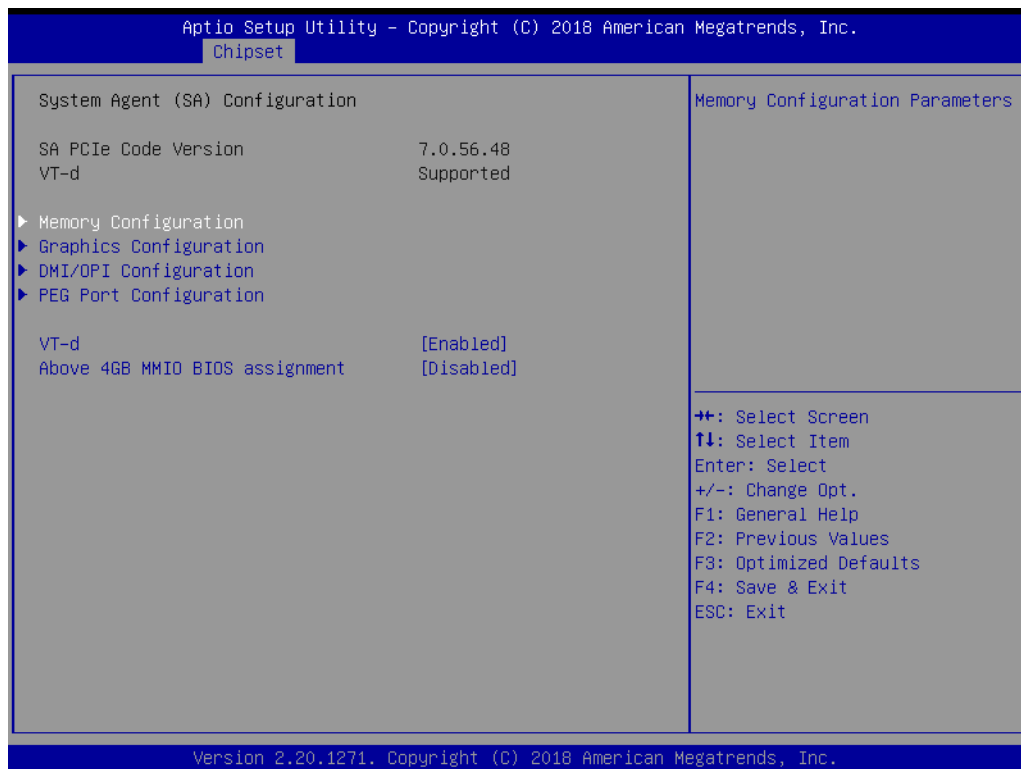 Aptio Setup Utility – Copyright (C) 2018 American Megatrends, Inc.
Chipset
System Agent (SA) Configuration
SA PCIe Code Version 7.0.56.48
VT-d Supported
Memory Configuration
Graphics Configuration
DMI/OPI Configuration
PEG Port Configuration
VT-d [Enabled]
Above 4GB MMIO BIOS assignment [Disabled]
Memory Configuration Parameters
→←: Select Screen
↑↓: Select Item
Enter: Select
+/-: Change Opt.
F1: General Help
F2: Previous Values
F3: Optimized Defaults
F4: Save & Exit
ESC: Exit
Version 2.20.1271. Copyright (C) 2018 American Megatrends, Inc.